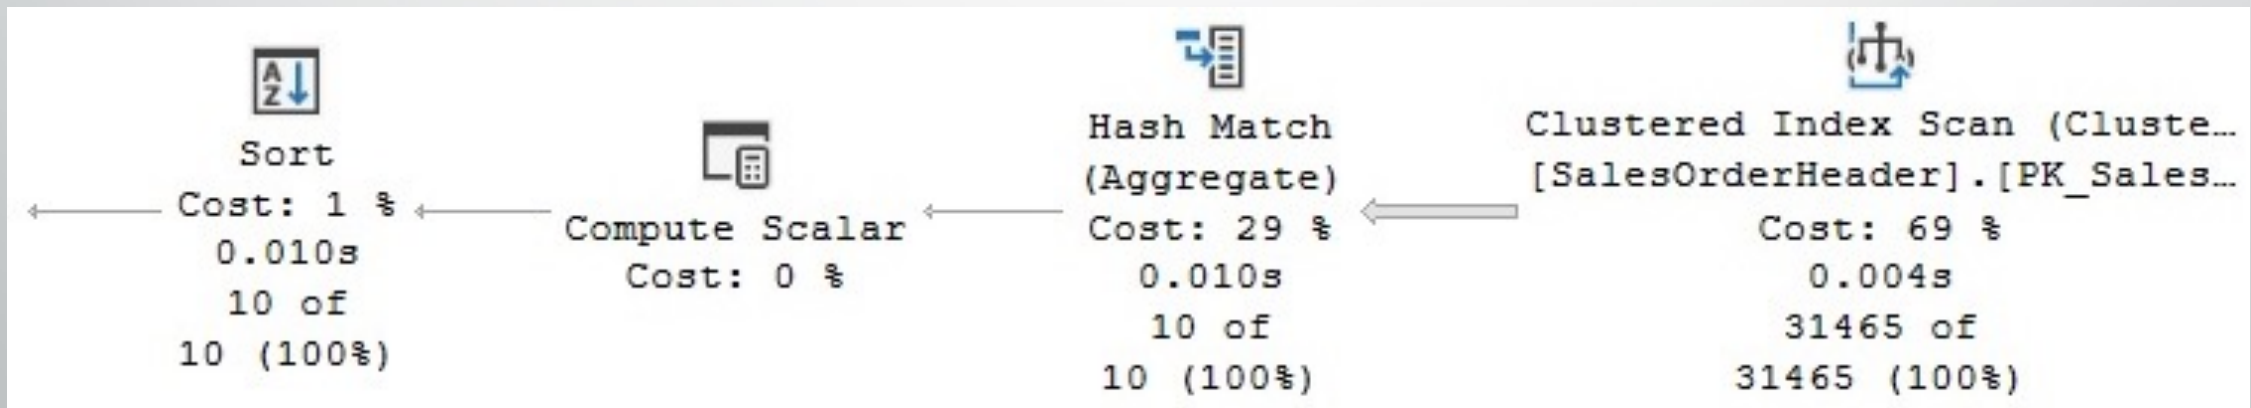 Sort
Cost: 1 %
0.010s
10 of
10 (100%)
Compute Scalar
Cost: 0 %
Hash Match
(Aggregate)
Cost: 29 %
0.010s
10 of
10 (100%)
Clustered Index Scan (Cluste…
[SalesOrderHeader].[PK_Sales…
Cost: 69 %
0.004s
31465 of
31465 (100%)